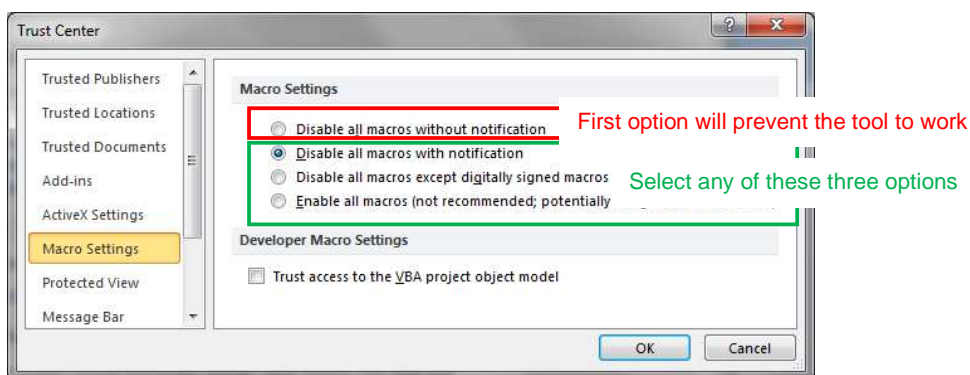 Trust Center
?
Trusted Publishers
Trusted Locations
Trusted Documents
Add-ins
ActiveX Settings
Macro Settings
Protected View
Message Bar
Macro Settings
Disable all macros without notification
First option will prevent the tool to work
Disable all macros with notification
Disable all macros except digitally signed macros
Select any of these three options
Enable all macros (not recommended; potentially
Developer Macro Settings
Trust access to the VBA project object model
OK
Cancel